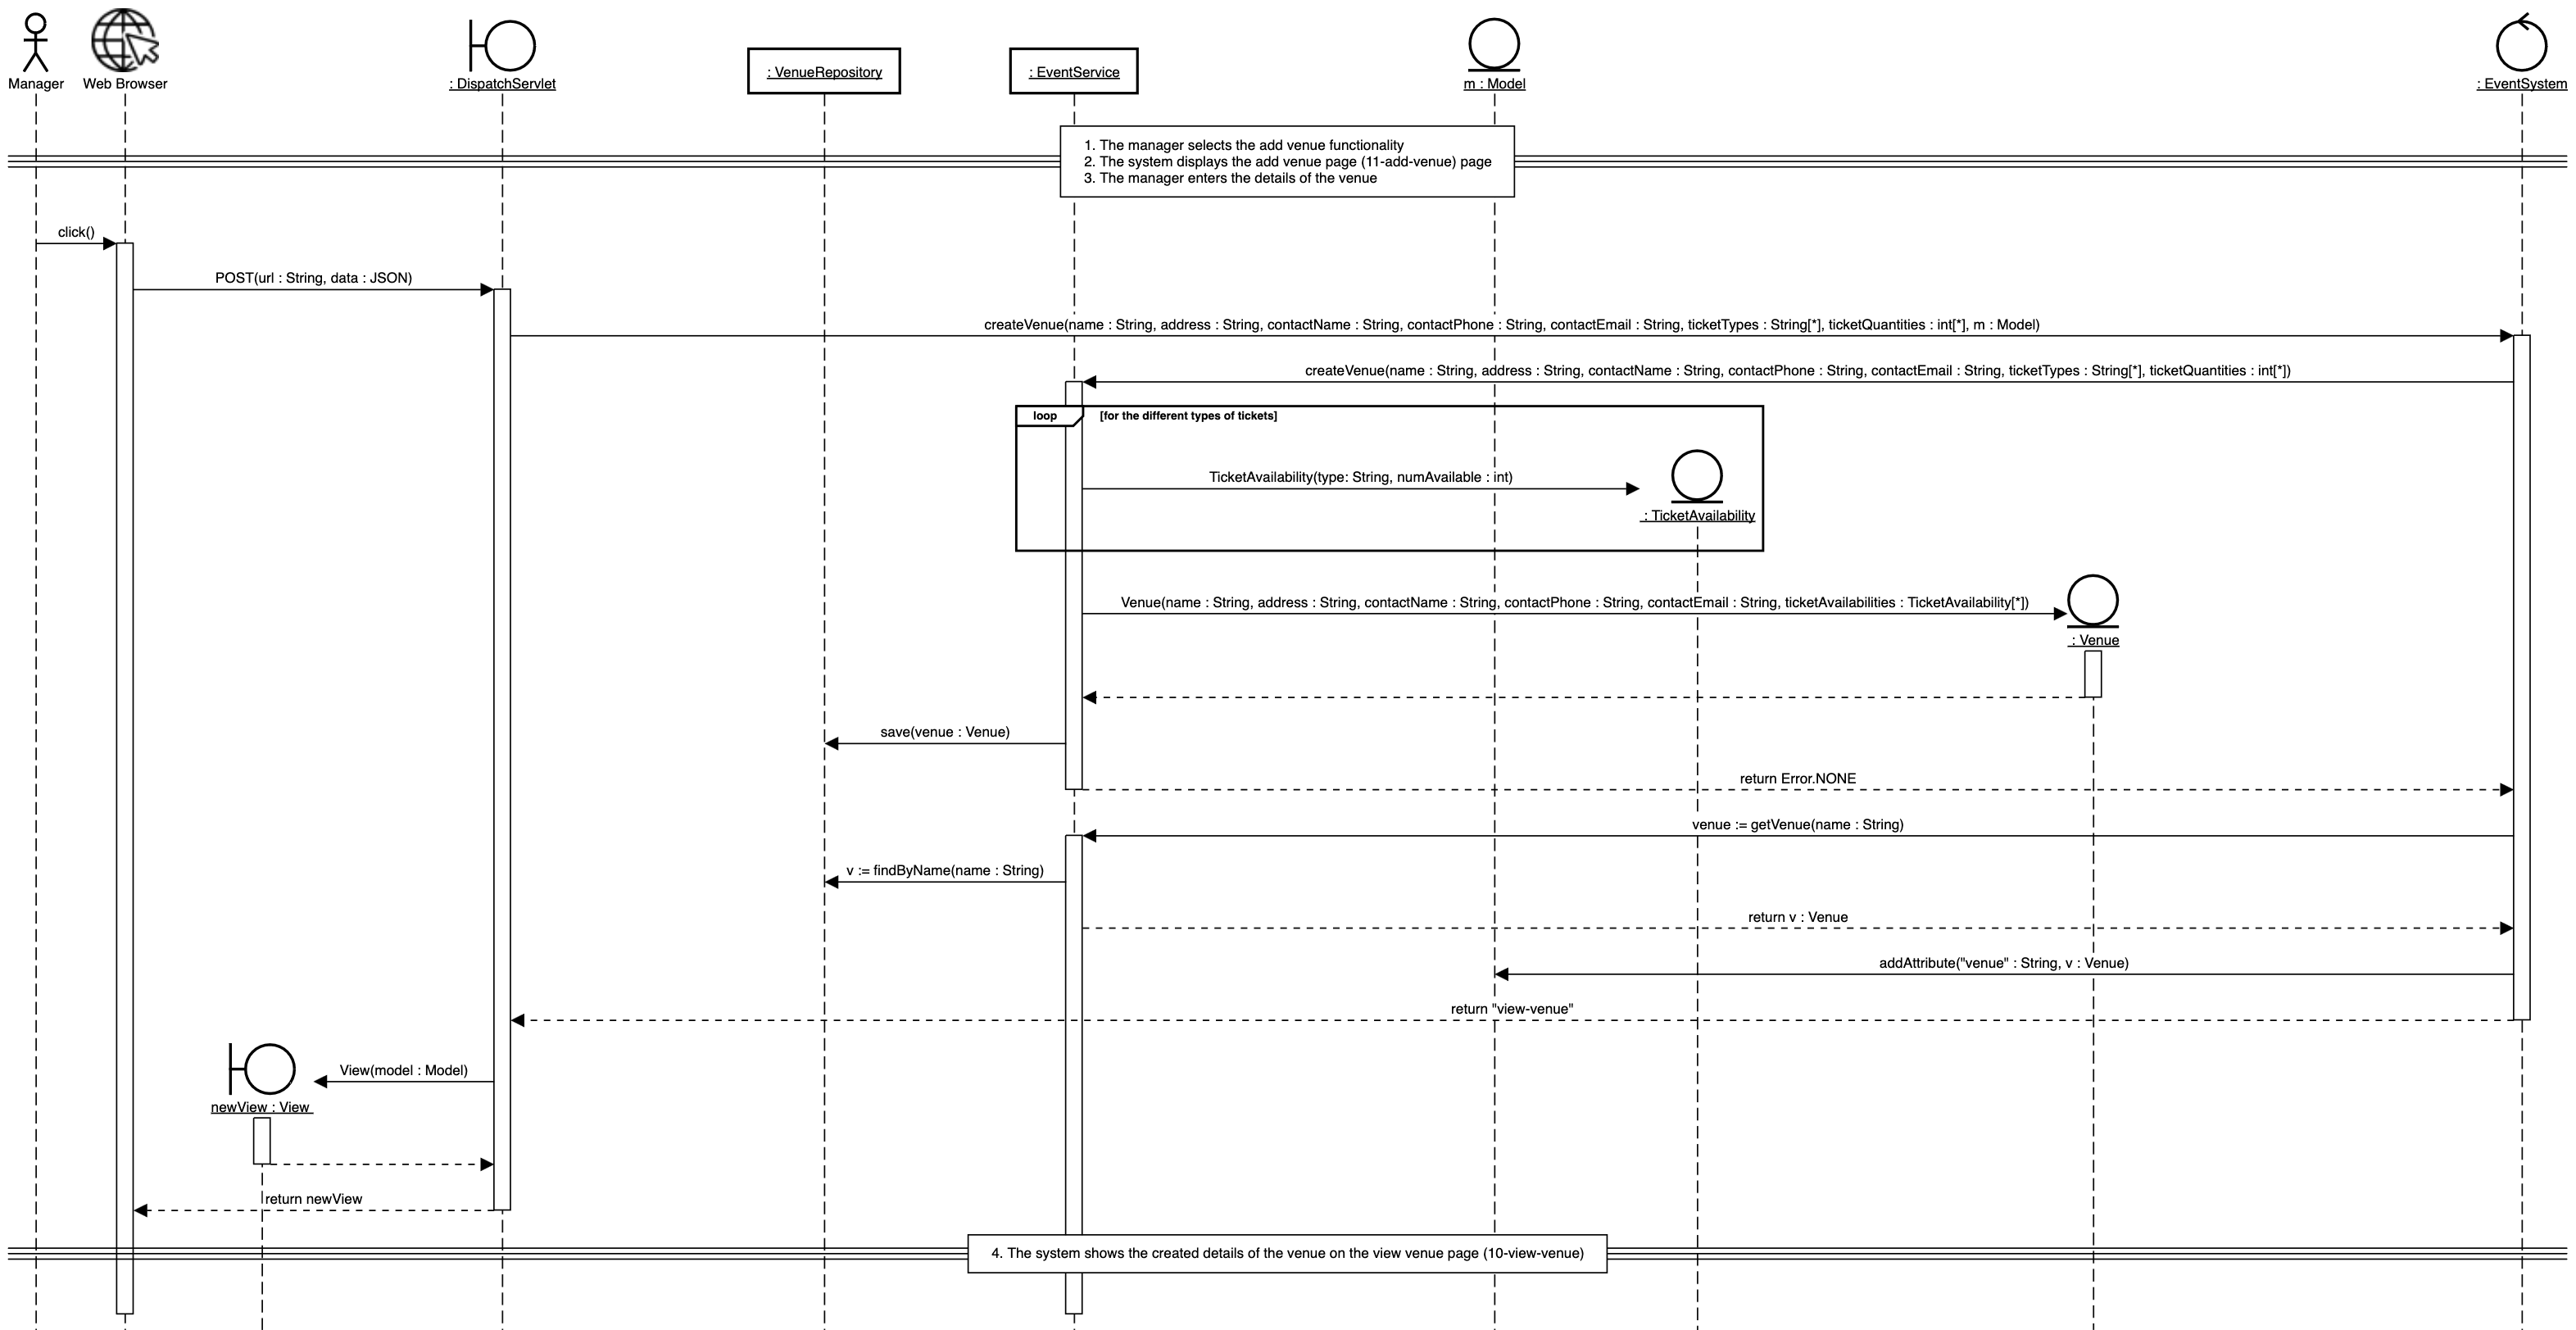 Manager
Web Browser
: DispatchServlet
: VenueRepository
: EventService
m : Model
: EventSystem
1. The manager selects the add venue functionality
2. The system displays the add venue page (11-add-venue) page
3. The manager enters the details of the venue
click()
POST(url : String, data : JSON)
createVenue(name : String, address : String, contactName : String, contactPhone : String, contactEmail : String, ticketTypes : String[*], ticketQuantities : int[*], m : Model)
createVenue(name : String, address : String, contactName : String, contactPhone : String, contactEmail : String, ticketTypes : String[*], ticketQuantities : int[*])
loop
[for the different types of tickets]
TicketAvailability(type: String, numAvailable : int)
: TicketAvailability
Venue(name : String, address : String, contactName : String, contactPhone : String, contactEmail : String, ticketAvailabilities : TicketAvailability[*])
: Venue
save(venue : Venue)
return Error.NONE
venue := getVenue(name : String)
v := findByName(name : String)
return v : Venue
addAttribute("venue" : String, v : Venue)
return "view-venue"
View(model : Model)
newView : View
return newView
4. The system shows the created details of the venue on the view venue page (10-view-venue)